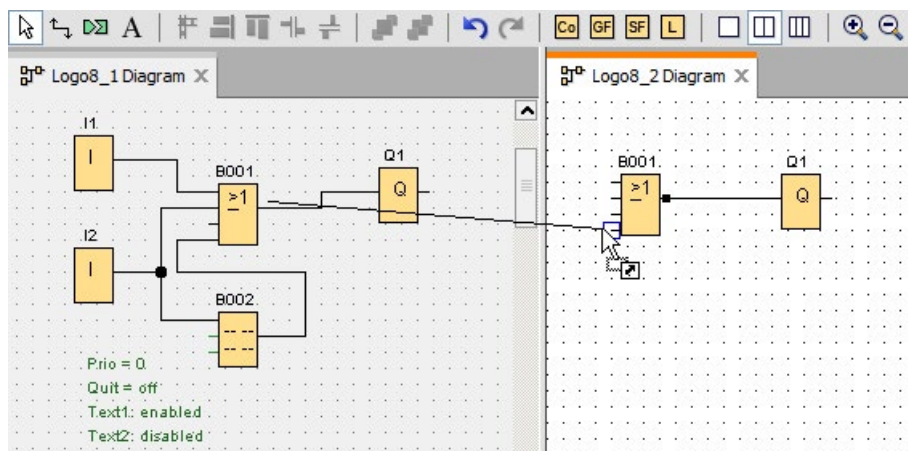 A Co GF SF L
Logo8_1 Diagram
Logo8_2 Diagram
I1
I
B001
≥1
Q1
Q
I2
I
B002
Prio = 0
Quit = off
Text1: enabled
Text2: disabled
B001
≥1
Q1
Q